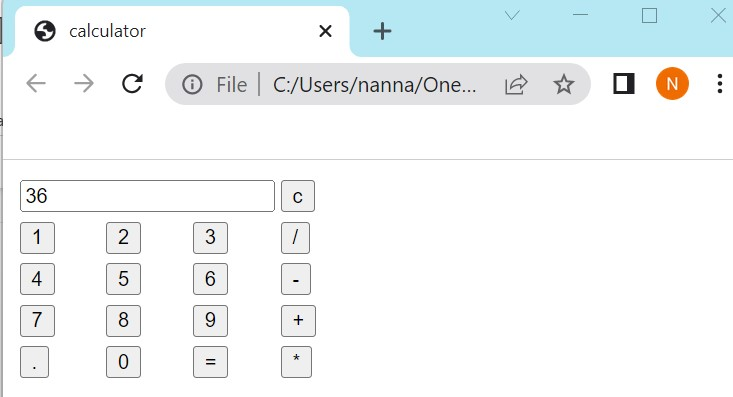 calculator
File C:/Users/nanna/One...
N
36 c
1 2 3 /
4 5 6 -
7 8 9 +
. 0 = *